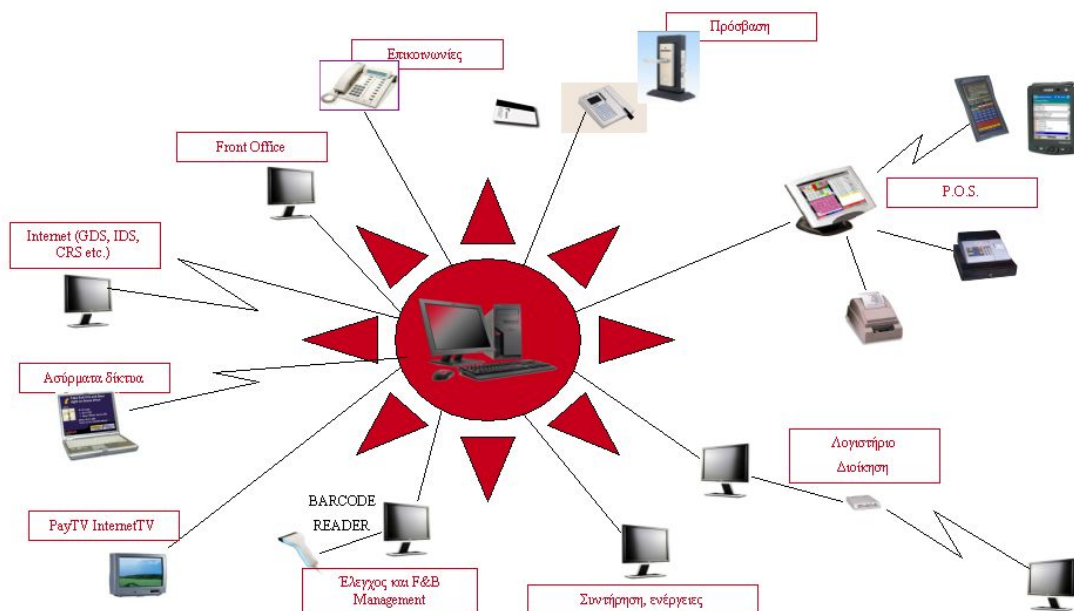 Πρόσβαση
Επικοινωνίες
Front Office
P.O.S.
Internet (GDS, IDS,
CRS etc.)
Ασύρματα δίκτυα
Λογιστήριο
Διοίκηση
BARCODE
READER
PayTV InternetTV
Έλεγχος και F&B
Management
Συντήρηση, ενέργειες